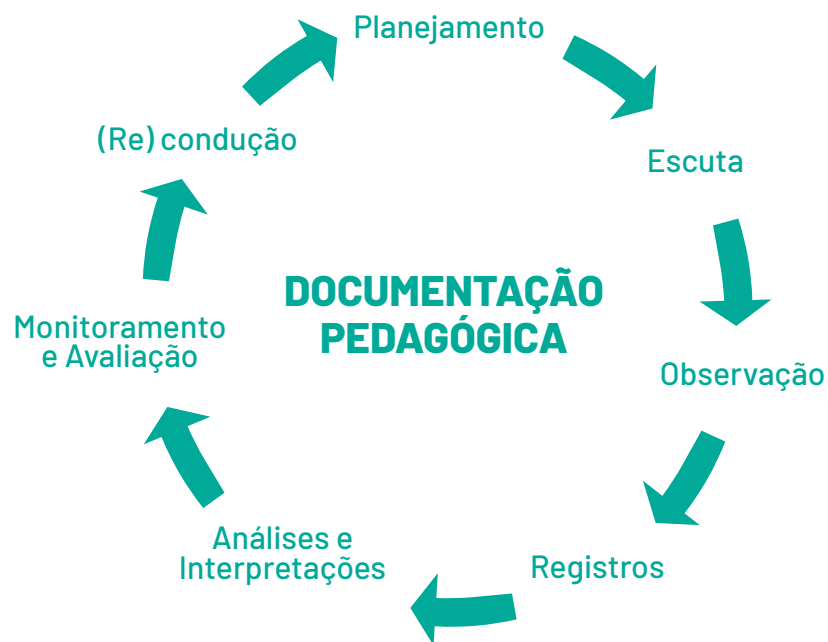 Planejamento
Escuta
Observação
Registros
Análises e
Interpretações
Monitoramento
e Avaliação
(Re) condução
DOCUMENTAÇÃO
PEDAGÓGICA